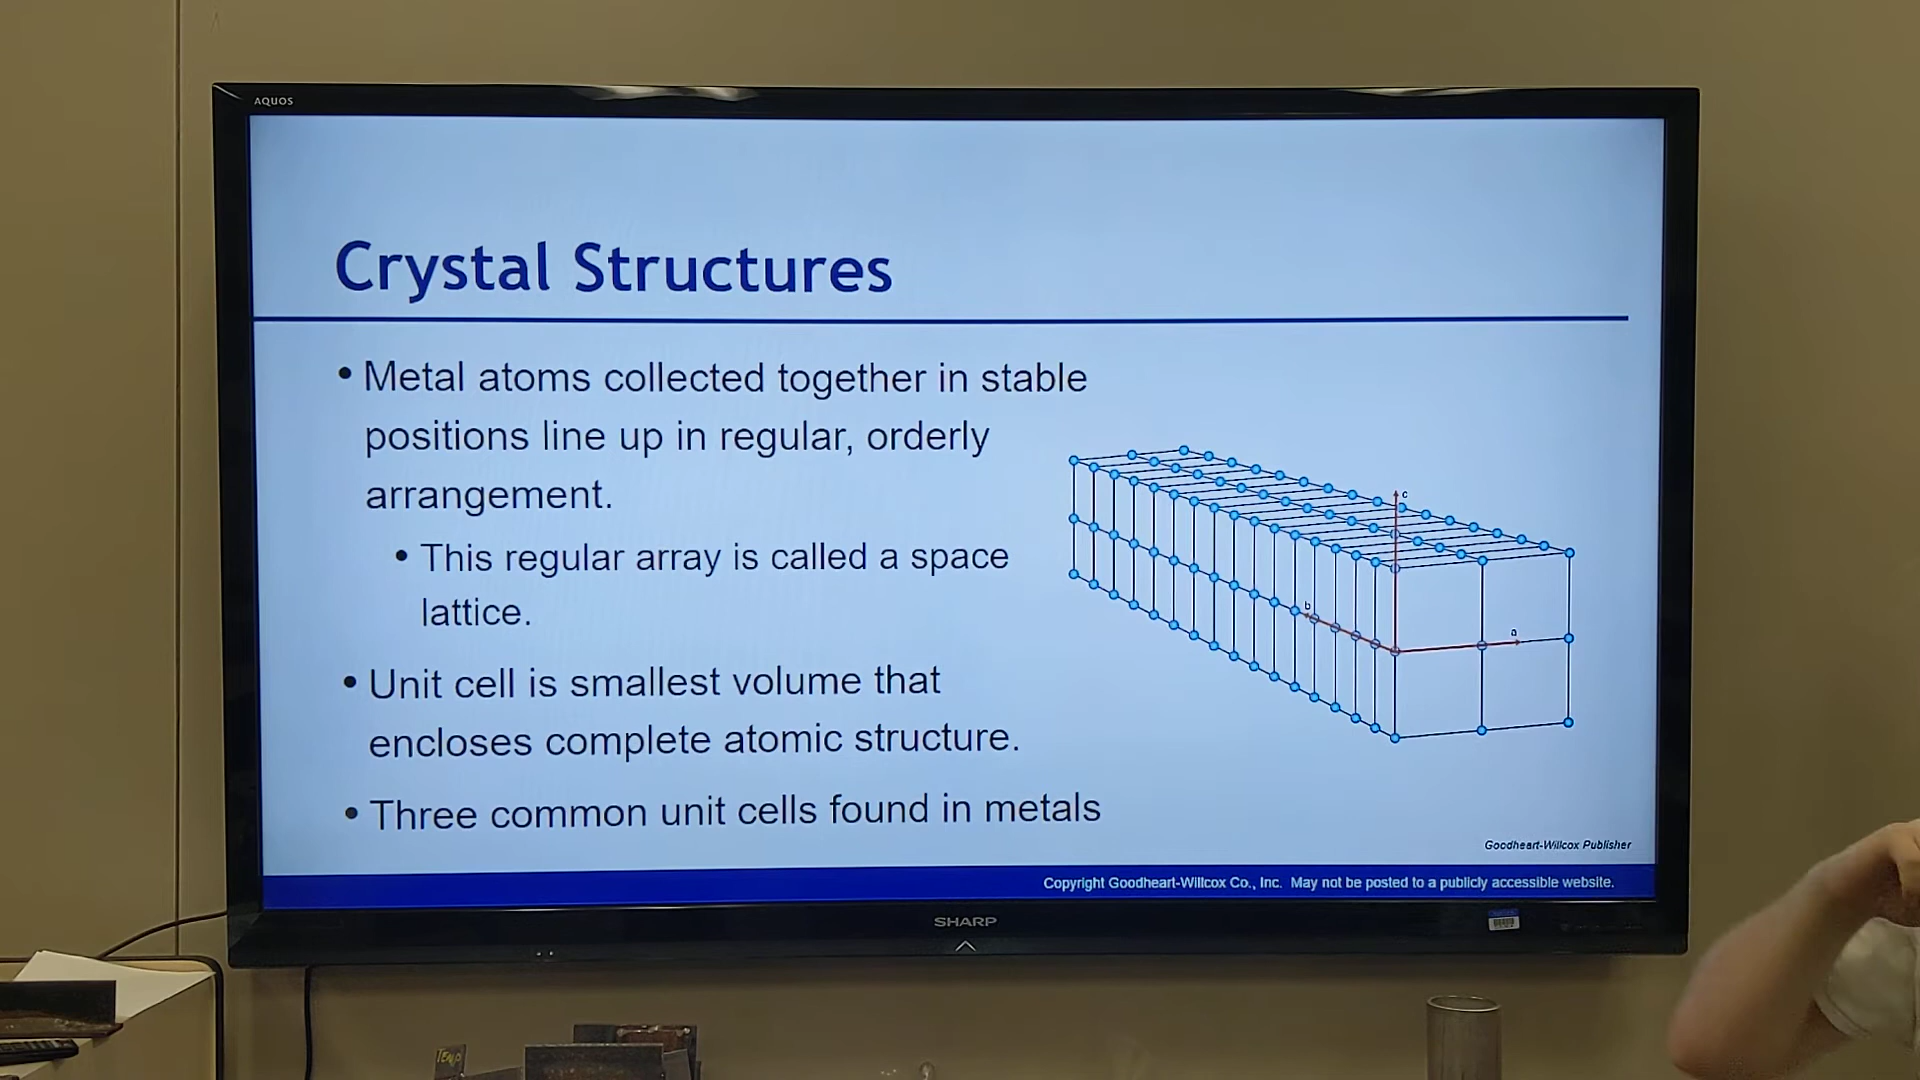 AQUOS
Crystal Structures
• Metal atoms collected together in stable
positions line up in regular, orderly
arrangement.
• This regular array is called a space
lattice.
• Unit cell is smallest volume that
encloses complete atomic structure.
• Three common unit cells found in metals
c
b
a
Goodheart-Willcox Publisher
Copyright Goodheart-Willcox Co., Inc. May not be posted to a publicly accessible website.
SHARP